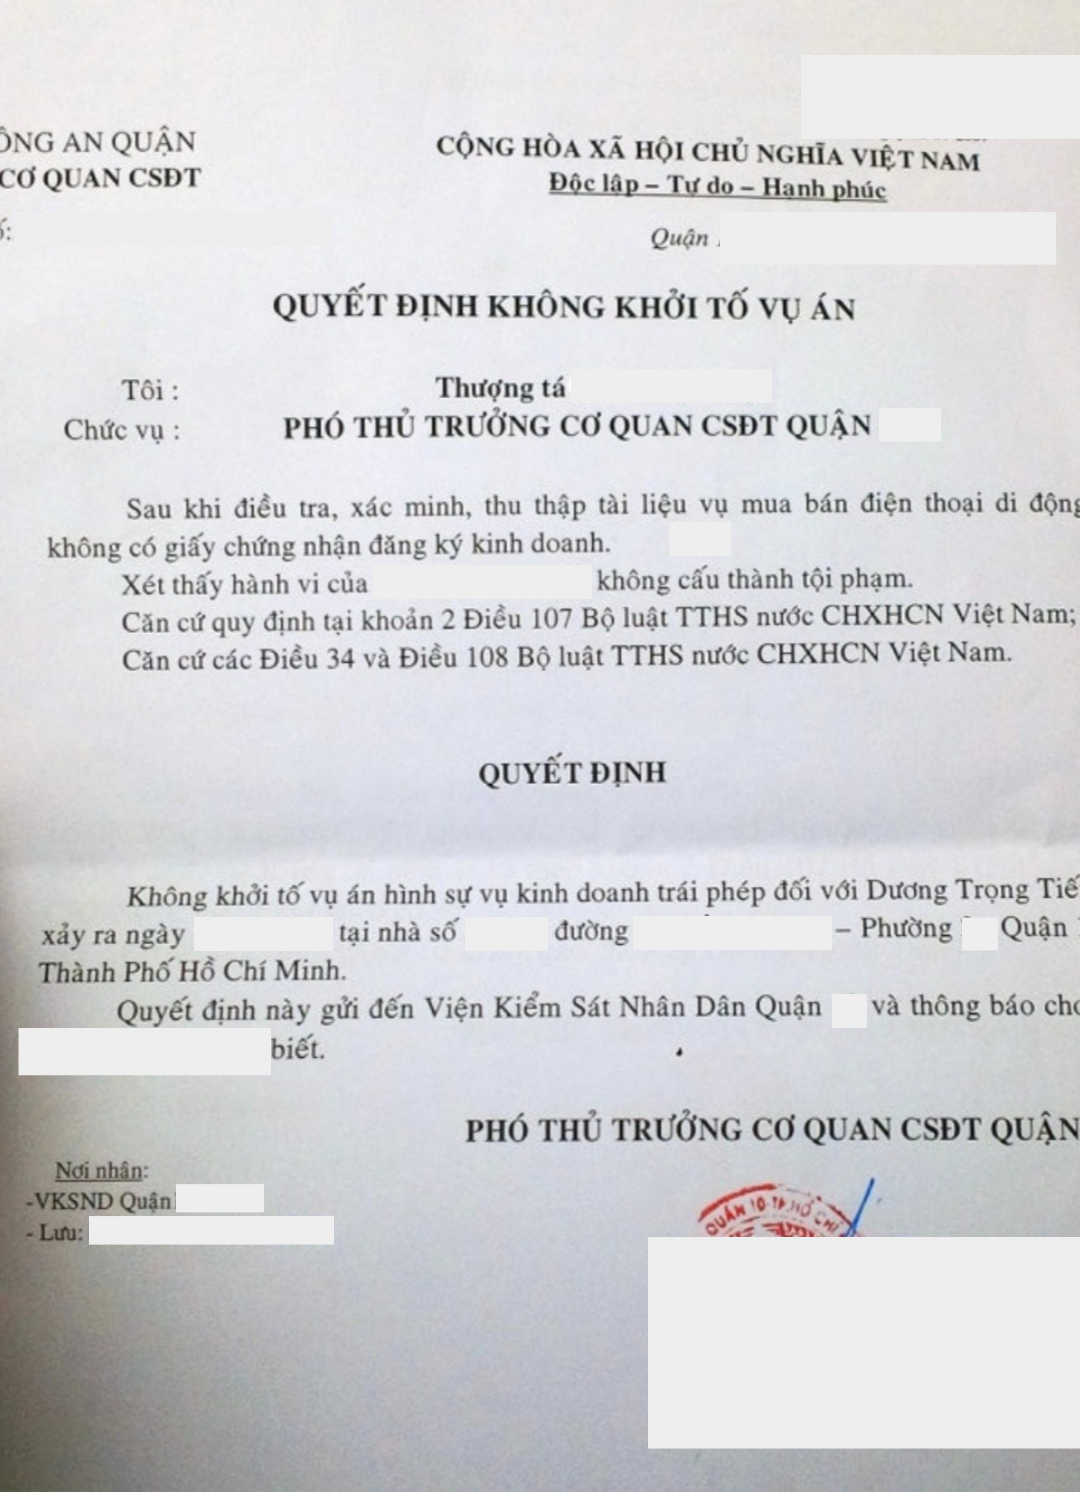 ÔNG AN QUẬN
CƠ QUAN CSĐT
CỘNG HÒA XÃ HỘI CHỦ NGHĨA VIỆT NAM
Độc lập – Tự do – Hạnh phúc
Quận
QUYẾT ĐỊNH KHÔNG KHỞI TỐ VỤ ÁN
Tôi : Thượng tá
Chức vụ : PHÓ THỦ TRƯỞNG CƠ QUAN CSĐT QUẬN
Sau khi điều tra, xác minh, thu thập tài liệu vụ mua bán điện thoại di động
không có giấy chứng nhận đăng ký kinh doanh.
Xét thấy hành vi của không cấu thành tội phạm.
Căn cứ quy định tại khoản 2 Điều 107 Bộ luật TTHS nước CHXHCN Việt Nam;
Căn cứ các Điều 34 và Điều 108 Bộ luật TTHS nước CHXHCN Việt Nam.
QUYẾT ĐỊNH
Không khởi tố vụ án hình sự vụ kinh doanh trái phép đối với Dương Trọng Tiế
xảy ra ngày tại nhà số đường – Phường Quận
Thành Phố Hồ Chí Minh.
Quyết định này gửi đến Viện Kiểm Sát Nhân Dân Quận và thông báo cho
biết.
PHÓ THỦ TRƯỞNG CƠ QUAN CSĐT QUẬN
Nơi nhận:
-VKSND Quận
- Lưu:
QUẬN 10-TP.HỒ CHÍ